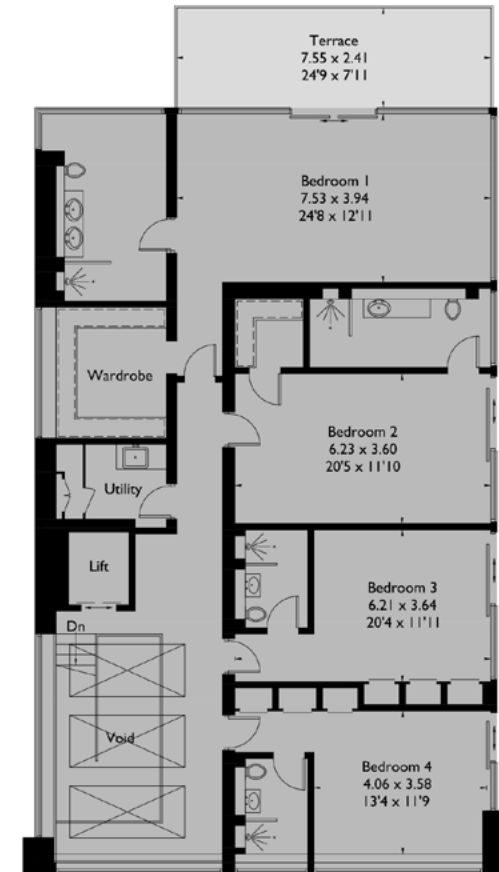 Terrace
7.55 x 2.41
24'9 x 7'11
Bedroom 1
7.53 x 3.94
24'8 x 12'11
Wardrobe
Bedroom 2
6.23 x 3.60
20'5 x 11'10
Utility
Lift
Bedroom 3
6.21 x 3.64
20'4 x 11'11
Dn
Void
Bedroom 4
4.06 x 3.58
13'4 x 11'9